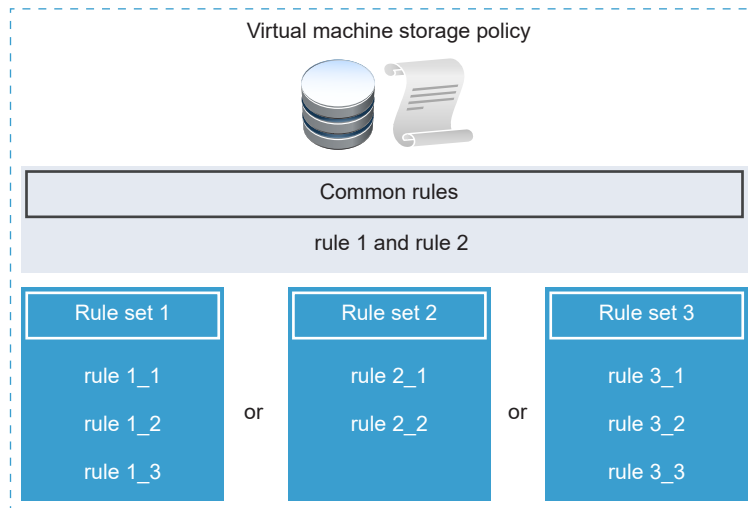 Virtual machine storage policy
Common rules
rule 1 and rule 2
Rule set 1
rule 1_1
rule 1_2
rule 1_3
or
Rule set 2
rule 2_1
rule 2_2
or
Rule set 3
rule 3_1
rule 3_2
rule 3_3